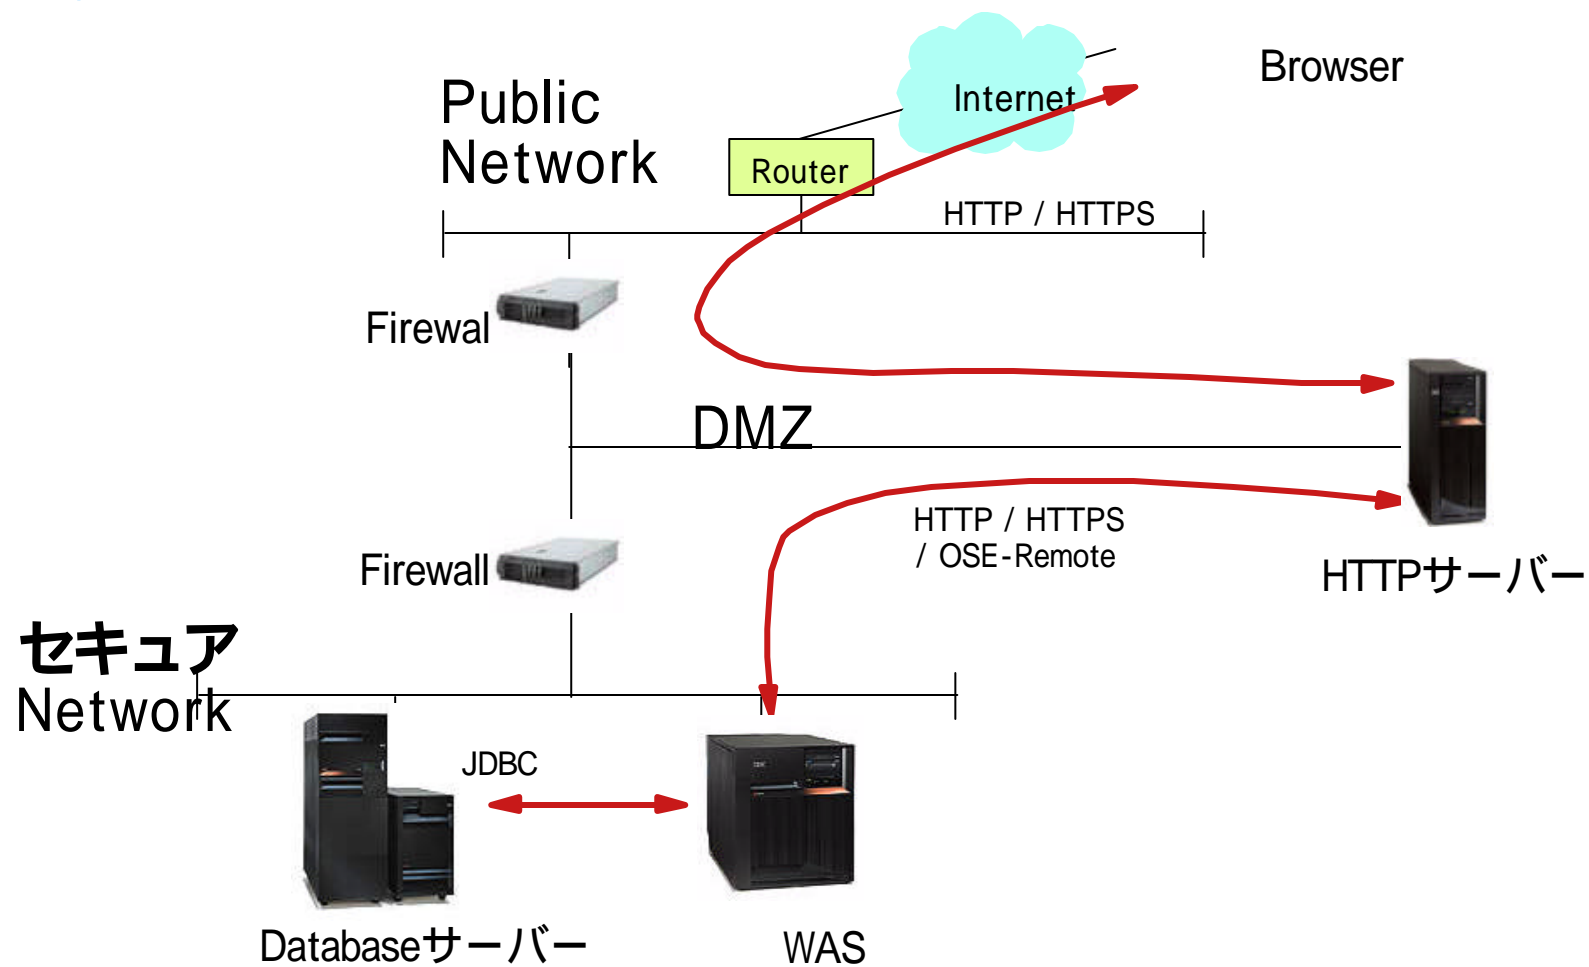 Browser
Internet
Public
Network
Router
HTTP / HTTPS
Firewal
DMZ
HTTP / HTTPS
/ OSE-Remote
Firewall
HTTPサーバー
セキュア
Network
JDBC
IBM
Databaseサーバー
WAS